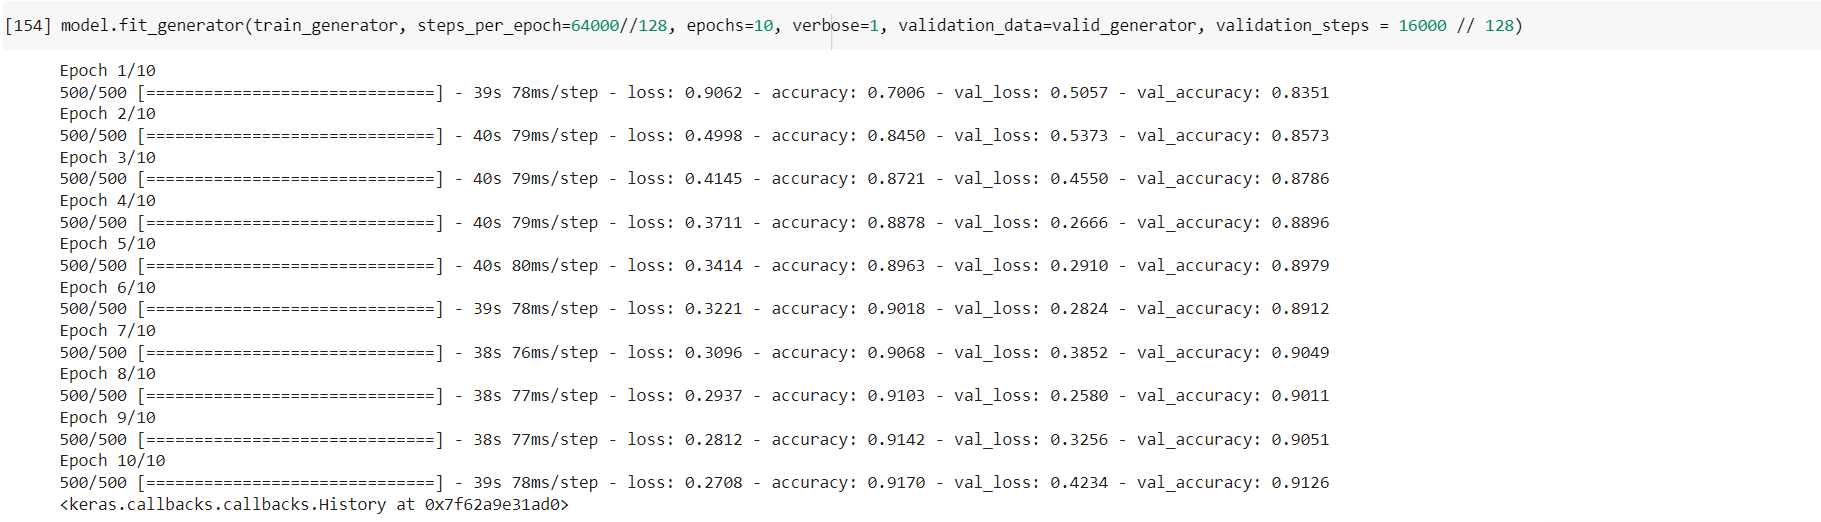 [154] model.fit_generator(train_generator, steps_per_epoch=64000//128, epochs=10, verbose=1, validation_data=valid_generator, validation_steps = 16000 // 128)
Epoch 1/10
500/500 [==============================] - 39s 78ms/step - loss: 0.9062 - accuracy: 0.7006 - val_loss: 0.5057 - val_accuracy: 0.8351
Epoch 2/10
500/500 [==============================] - 40s 79ms/step - loss: 0.4998 - accuracy: 0.8450 - val_loss: 0.5373 - val_accuracy: 0.8573
Epoch 3/10
500/500 [==============================] - 40s 79ms/step - loss: 0.4145 - accuracy: 0.8721 - val_loss: 0.4550 - val_accuracy: 0.8786
Epoch 4/10
500/500 [==============================] - 40s 79ms/step - loss: 0.3711 - accuracy: 0.8878 - val_loss: 0.2666 - val_accuracy: 0.8896
Epoch 5/10
500/500 [==============================] - 40s 80ms/step - loss: 0.3414 - accuracy: 0.8963 - val_loss: 0.2910 - val_accuracy: 0.8979
Epoch 6/10
500/500 [==============================] - 39s 78ms/step - loss: 0.3221 - accuracy: 0.9018 - val_loss: 0.2824 - val_accuracy: 0.8912
Epoch 7/10
500/500 [==============================] - 38s 76ms/step - loss: 0.3096 - accuracy: 0.9068 - val_loss: 0.3852 - val_accuracy: 0.9049
Epoch 8/10
500/500 [==============================] - 38s 77ms/step - loss: 0.2937 - accuracy: 0.9103 - val_loss: 0.2580 - val_accuracy: 0.9011
Epoch 9/10
500/500 [==============================] - 38s 77ms/step - loss: 0.2812 - accuracy: 0.9142 - val_loss: 0.3256 - val_accuracy: 0.9051
Epoch 10/10
500/500 [==============================] - 39s 78ms/step - loss: 0.2708 - accuracy: 0.9170 - val_loss: 0.4234 - val_accuracy: 0.9126
<keras.callbacks.callbacks.History at 0x7f62a9e31ad0>